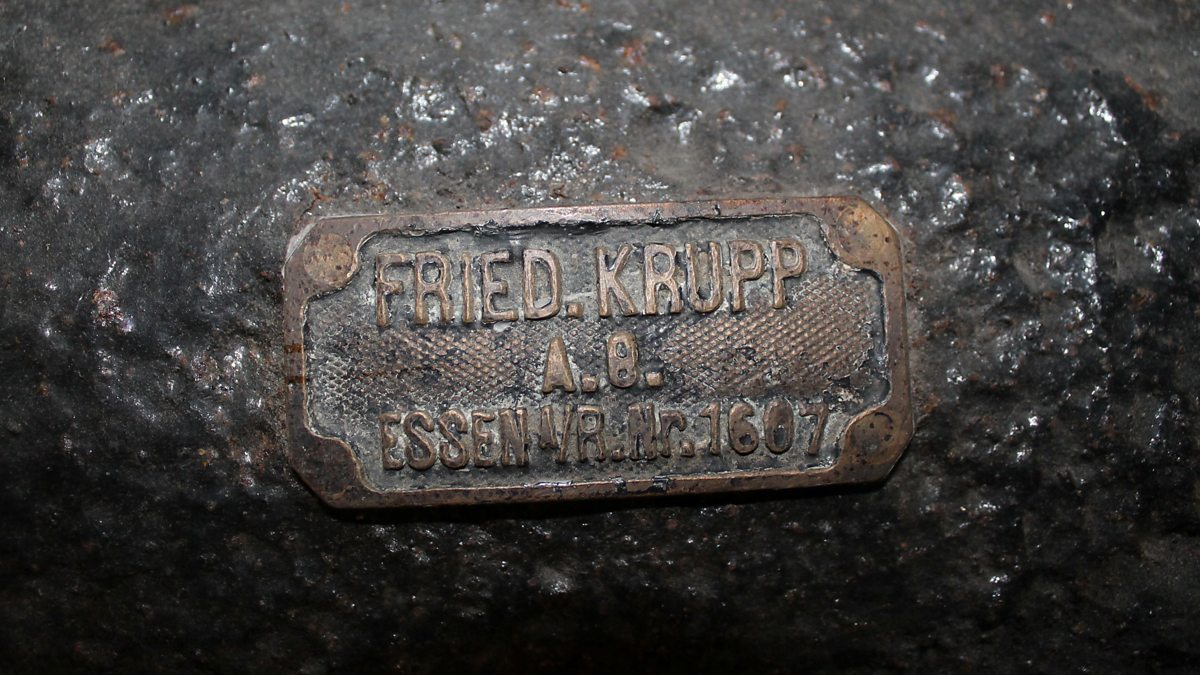 FRIED. KRUPP
A. G.
ESSEN A/R. Nr. 1607